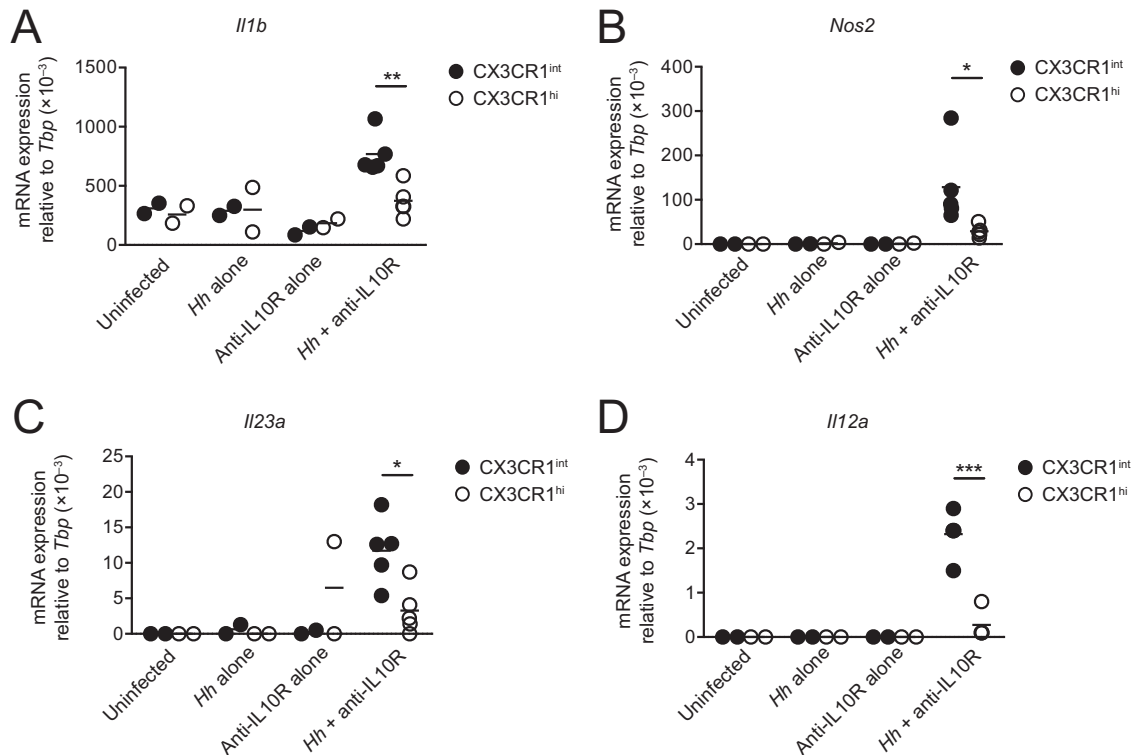 A
Il1b
mRNA expression
relative to Tbp (×10⁻³)
1500
1000
500
0
**
CX3CR1ⁱⁿᵗ
CX3CR1ʰⁱ
Uninfected
Hh alone
Anti-IL10R alone
Hh + anti-IL10R
B
Nos2
mRNA expression
relative to Tbp (×10⁻³)
400
300
200
100
0
*
CX3CR1ⁱⁿᵗ
CX3CR1ʰⁱ
Uninfected
Hh alone
Anti-IL10R alone
Hh + anti-IL10R
C
Il23a
mRNA expression
relative to Tbp (×10⁻³)
25
20
15
10
5
0
*
CX3CR1ⁱⁿᵗ
CX3CR1ʰⁱ
Uninfected
Hh alone
Anti-IL10R alone
Hh + anti-IL10R
D
Il12a
mRNA expression
relative to Tbp (×10⁻³)
4
3
2
1
0
***
CX3CR1ⁱⁿᵗ
CX3CR1ʰⁱ
Uninfected
Hh alone
Anti-IL10R alone
Hh + anti-IL10R